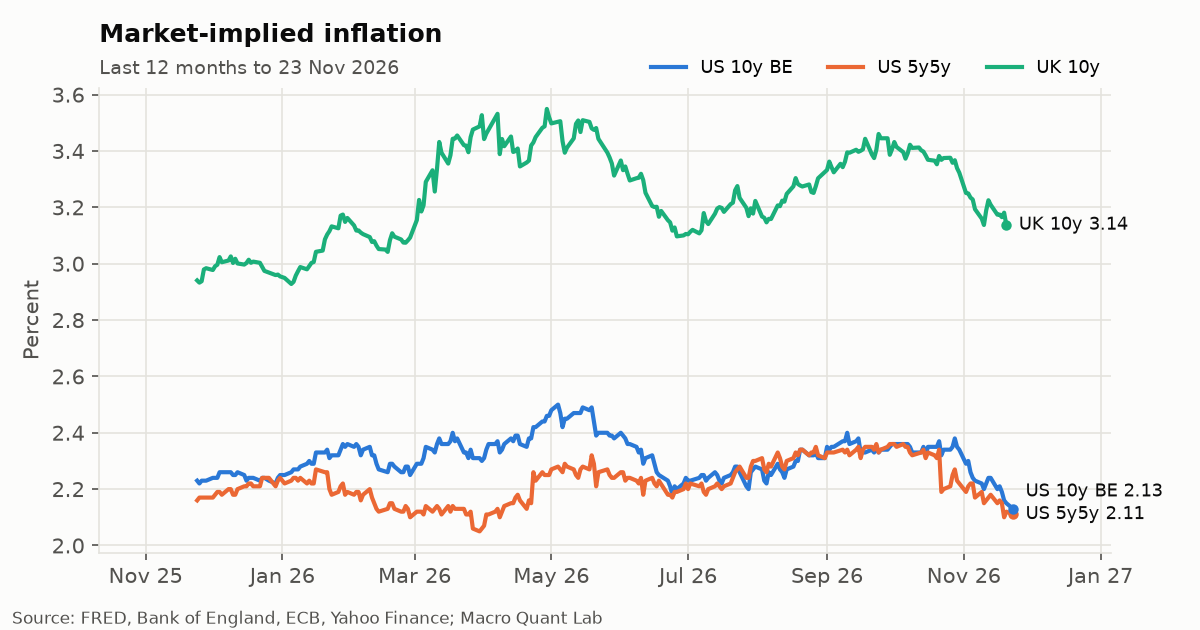 Market-implied inflation
Last 12 months to 23 Nov 2026
US 10y BE
US 5y5y
UK 10y
Percent
3.6
3.4
3.2
3.0
2.8
2.6
2.4
2.2
2.0
UK 10y 3.14
US 10y BE 2.13
US 5y5y 2.11
Nov 25
Jan 26
Mar 26
May 26
Jul 26
Sep 26
Nov 26
Jan 27
Source: FRED, Bank of England, ECB, Yahoo Finance; Macro Quant Lab